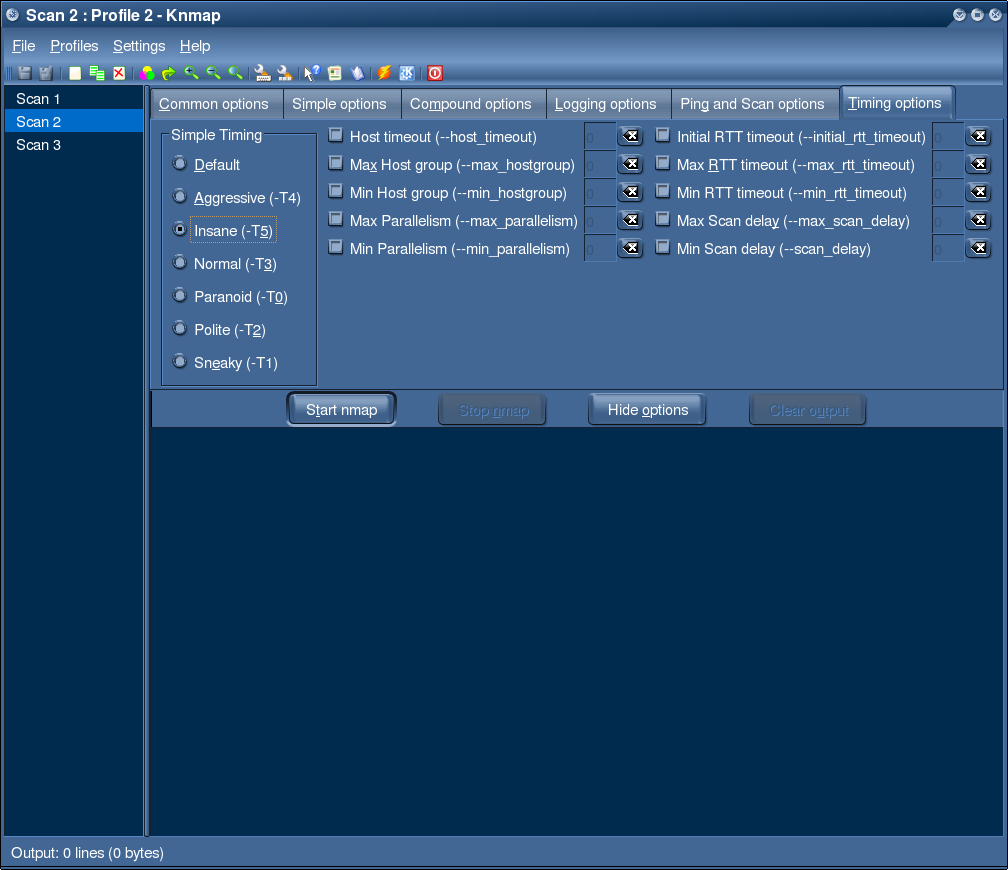 Scan 2 : Profile 2 - Knmap
File Profiles Settings Help
Scan 1
Scan 2
Scan 3
Common options Simple options Compound options Logging options Ping and Scan options Timing options
Simple Timing
Default
Aggressive (-T4)
Insane (-T5)
Normal (-T3)
Paranoid (-T0)
Polite (-T2)
Sneaky (-T1)
Host timeout (--host_timeout) 0
Max Host group (--max_hostgroup) 0
Min Host group (--min_hostgroup) 0
Max Parallelism (--max_parallelism) 0
Min Parallelism (--min_parallelism) 0
Initial RTT timeout (--initial_rtt_timeout) 0
Max RTT timeout (--max_rtt_timeout) 0
Min RTT timeout (--min_rtt_timeout) 0
Max Scan delay (--max_scan_delay) 0
Min Scan delay (--scan_delay) 0
Start nmap Stop nmap Hide options Clear output
Output: 0 lines (0 bytes)